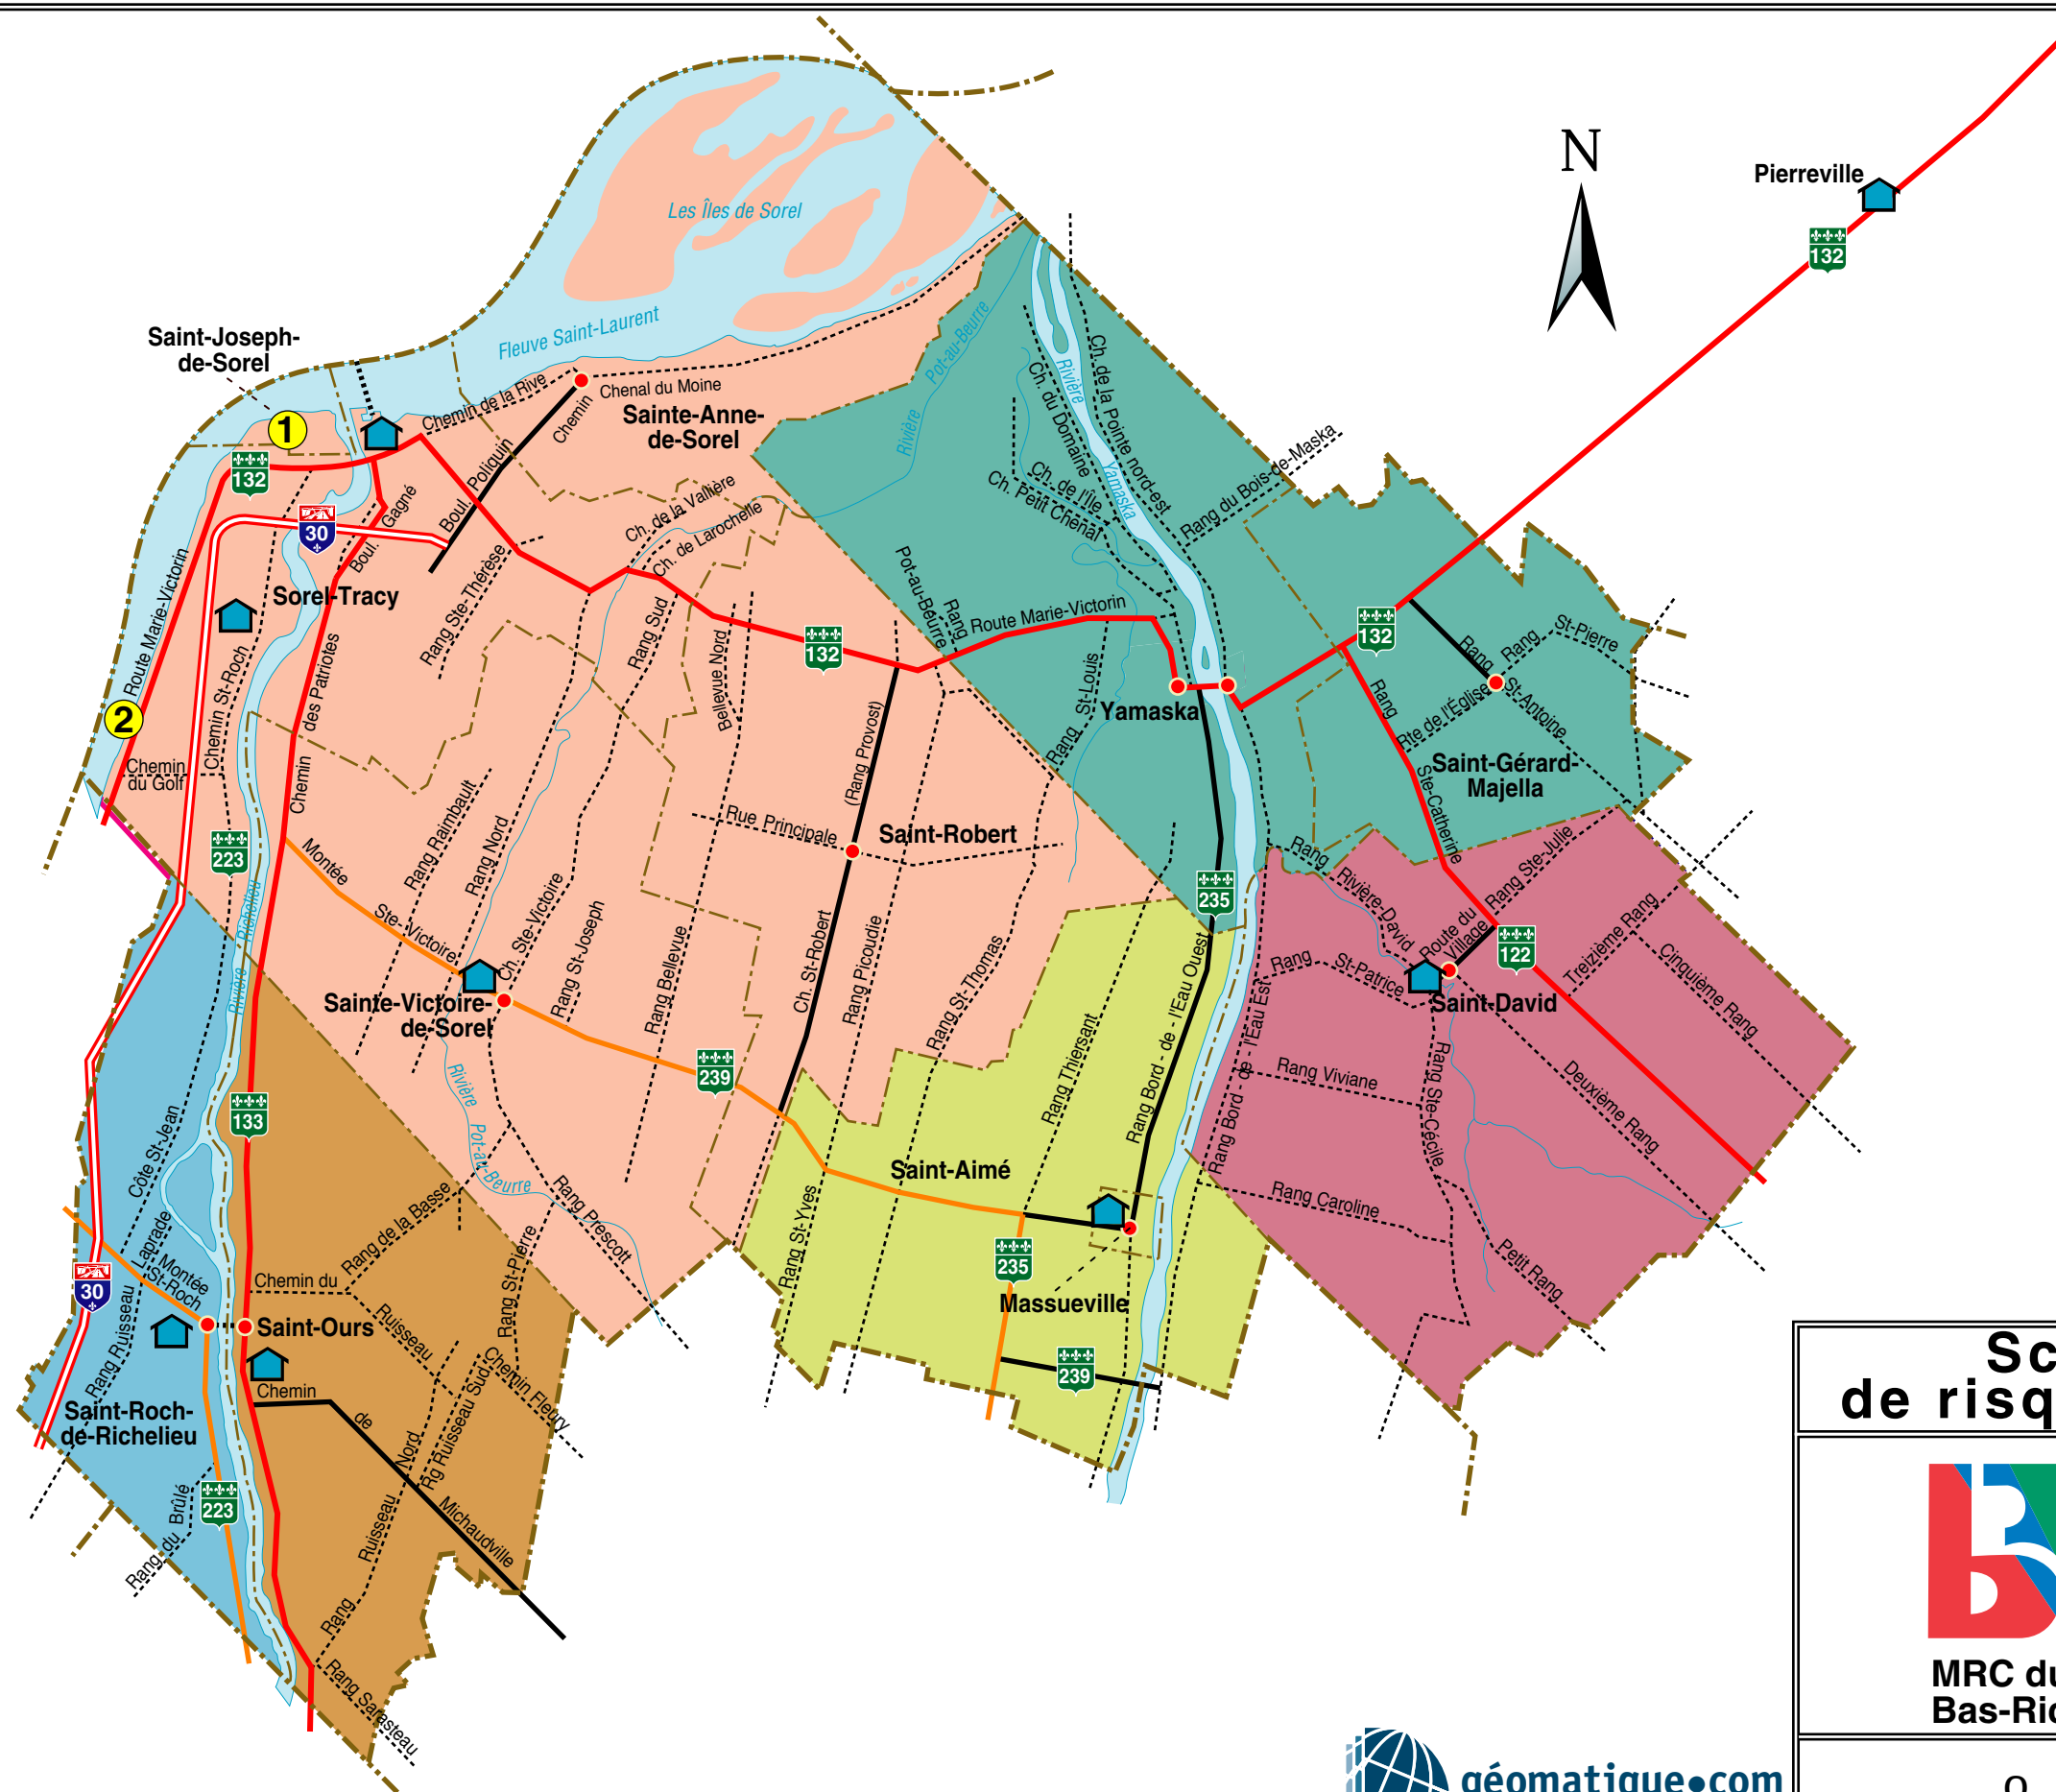 N
Pierreville
132
Les Îles de Sorel
Fleuve Saint-Laurent
Saint-Joseph-
de-Sorel
1
132
Chemin de la Rive
Chenal du Moine
Chemin
Sainte-Anne-
de-Sorel
Boul. Poliquin
Boul. Gagné
30
Sorel-Tracy
Route Marie-Victorin
2
Chemin St-Roch
Chemin
du Golf
Chemin des Patriotes
223
Rivière Richelieu
Rang Ste-Thérèse
Ch. de la Vallière
Ch. de Larochelle
Rang Sud
Bellevue Nord
132
Rivière Pot-au-Beurre
Ch. du Domaine
Rivière Yamaska
Ch. de la Pointe nord-est
Ch. de l'Île
Ch. Petit Chenal
Rang du Bois-de-Maska
Rang
Pot-au-Beurre
Route Marie-Victorin
Rang St-Louis
Yamaska
132
Rang
Rang St-Pierre
Rte de l'Église
St-Antoine
Saint-Gérard-
Majella
Rang Ste-Catherine
Montée Ste-Victoire
Rang Raimbault
Rang Nord
Ch. Ste-Victoire
Rang St-Joseph
Sainte-Victoire-
de-Sorel
Rang Bellevue
(Rang Provost)
Rue Principale
Saint-Robert
Ch. St-Robert
Rang Picoudie
Rang St-Thomas
239
235
Rang Rivière-David
Rang Ste-Julie
Route du
Village
122
Treizième Rang
Cinquième Rang
Rang St-Patrice
Saint-David
Rang Bord - de - l'Eau Ouest
Rang Bord - de - l'Eau Est
Rang Thiersant
Rang Viviane
Rang Ste-Cécile
Deuxième Rang
Rang Caroline
Petit Rang
Saint-Aimé
Rang St-Yves
235
Massueville
239
Rivière Pot-au-Beurre
Rang Prescott
133
Côte St-Jean
Rang de la Basse
Rang St-Pierre
Montée
St-Roch
Rang Ruisseau Laprade
30
Chemin du Ruisseau
Saint-Ours
Chemin Fleury
Chemin de Michaudville
Rg Ruisseau Sud
Rang Ruisseau Nord
Saint-Roch-
de-Richelieu
223
Rang du Brûlé
Rang Sarasteau
Sc
de risq
MRC du
Bas-Ric
géomatique.com